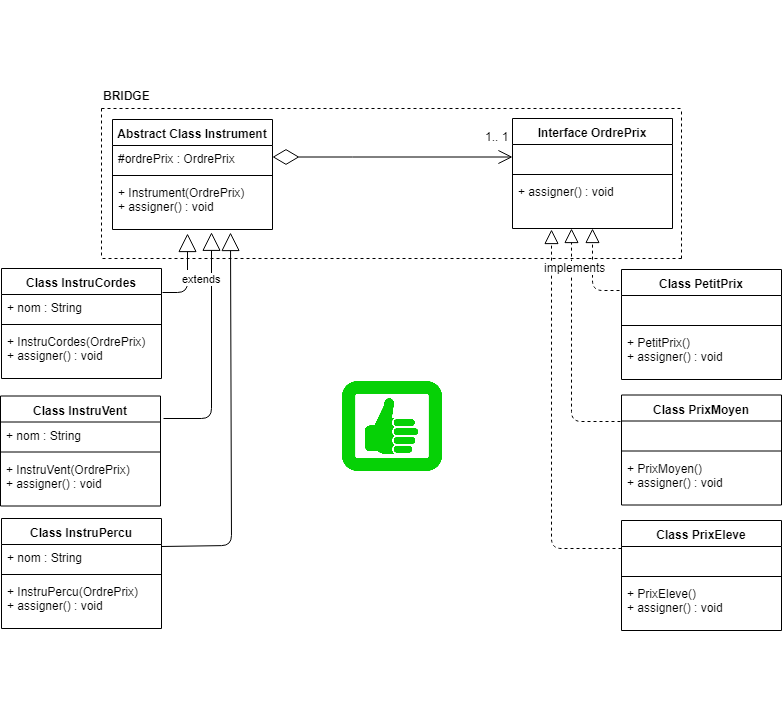 BRIDGE
Abstract Class Instrument
#ordrePrix : OrdrePrix
+ Instrument(OrdrePrix)
+ assigner() : void
1.. 1
Interface OrdrePrix
+ assigner() : void
extends
implements
Class InstruCordes
+ nom : String
+ InstruCordes(OrdrePrix)
+ assigner() : void
Class InstruVent
+ nom : String
+ InstruVent(OrdrePrix)
+ assigner() : void
Class InstruPercu
+ nom : String
+ InstruPercu(OrdrePrix)
+ assigner() : void
Class PetitPrix
+ PetitPrix()
+ assigner() : void
Class PrixMoyen
+ PrixMoyen()
+ assigner() : void
Class PrixEleve
+ PrixEleve()
+ assigner() : void